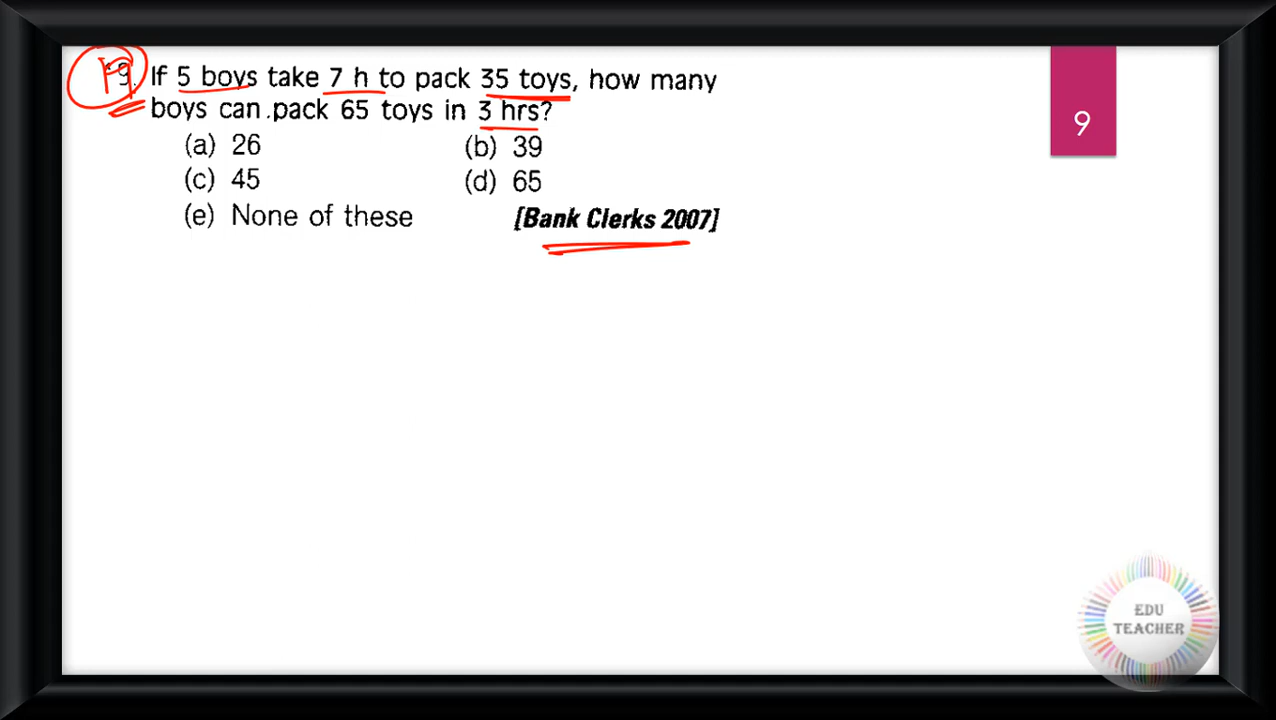 19. If 5 boys take 7 h to pack 35 toys, how many
boys can pack 65 toys in 3 hrs?
(a) 26 (b) 39
(c) 45 (d) 65
(e) None of these [Bank Clerks 2007]
9
EDU
TEACHER